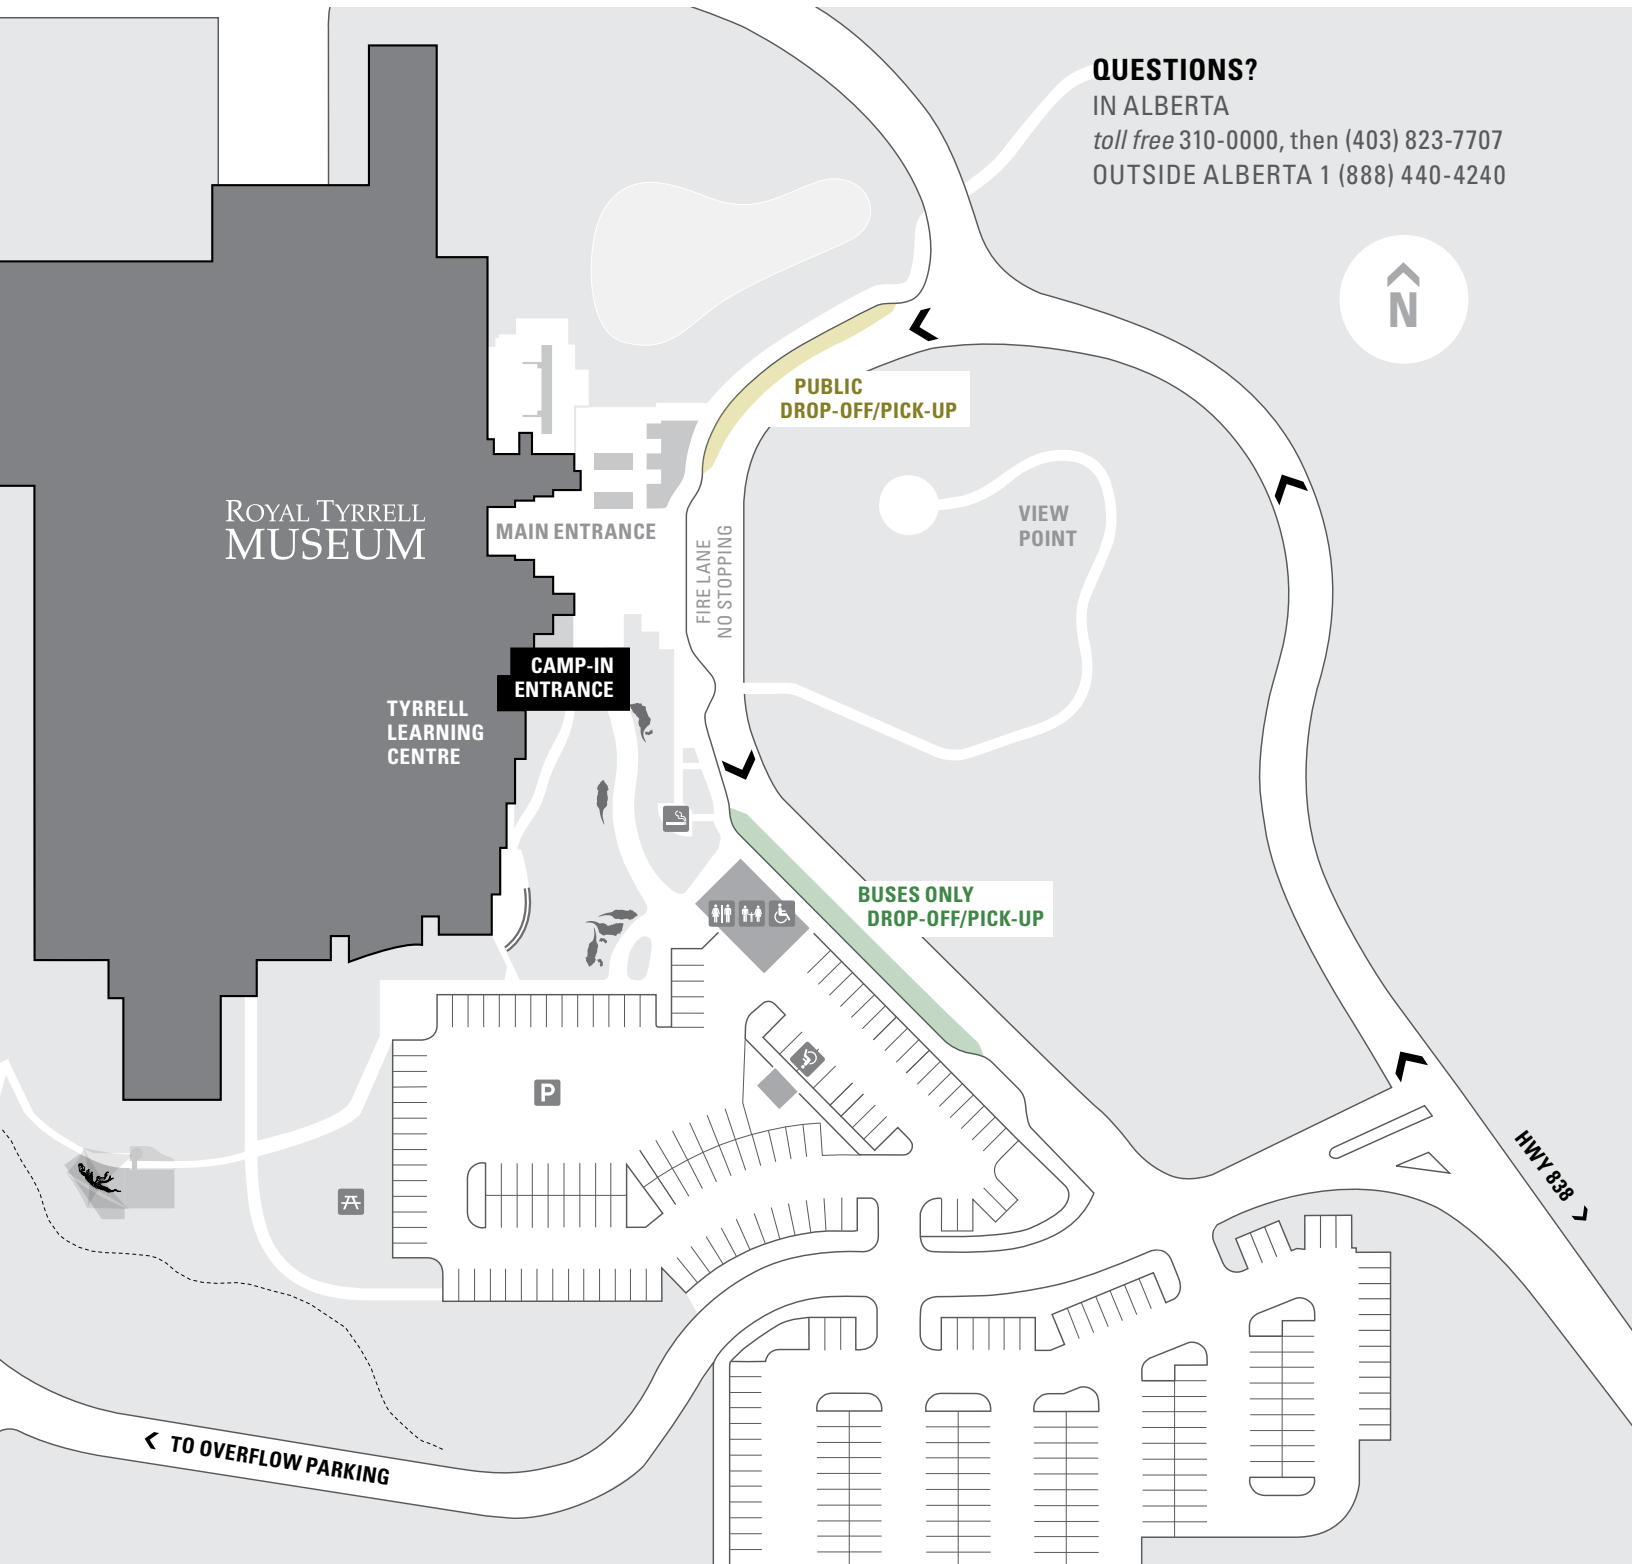 QUESTIONS?
IN ALBERTA
toll free 310-0000, then (403) 823-7707
OUTSIDE ALBERTA 1 (888) 440-4240
N
PUBLIC
DROP-OFF/PICK-UP
ROYAL TYRRELL
MUSEUM
MAIN ENTRANCE
FIRE LANE
NO STOPPING
VIEW
POINT
CAMP-IN
ENTRANCE
TYRRELL
LEARNING
CENTRE
BUSES ONLY
DROP-OFF/PICK-UP
P
HWY 838
TO OVERFLOW PARKING